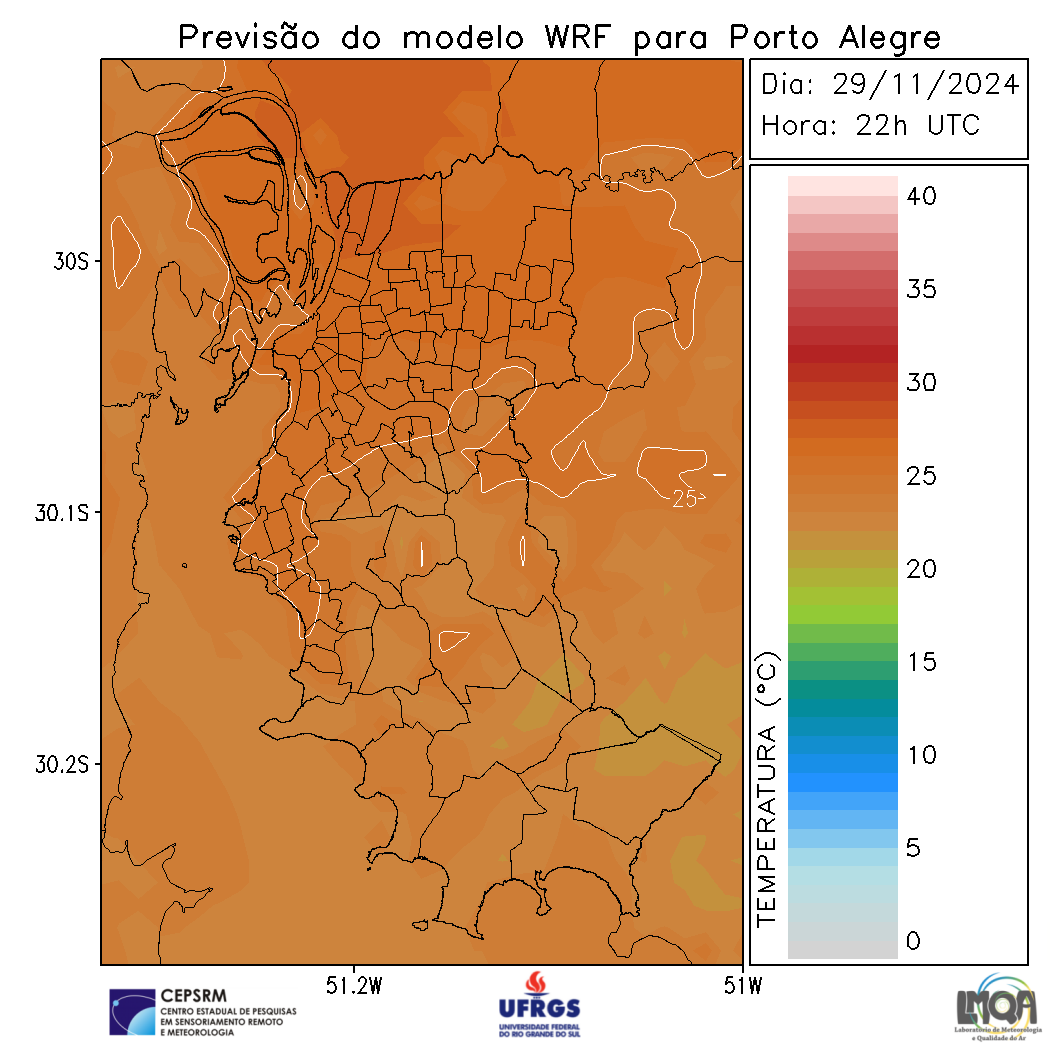 Previsão do modelo WRF para Porto Alegre
Dia: 29/11/2024
Hora: 22h UTC
30S
30.1S
30.2S
51.2W
51W
25
TEMPERATURA (°C)
40
35
30
25
20
15
10
5
0
CEPSRM
CENTRO ESTADUAL DE PESQUISAS
EM SENSORIAMENTO REMOTO
E METEOROLOGIA
UFRGS
UNIVERSIDADE FEDERAL
DO RIO GRANDE DO SUL
LMQA
Laboratório de Meteorologia
e Qualidade do Ar